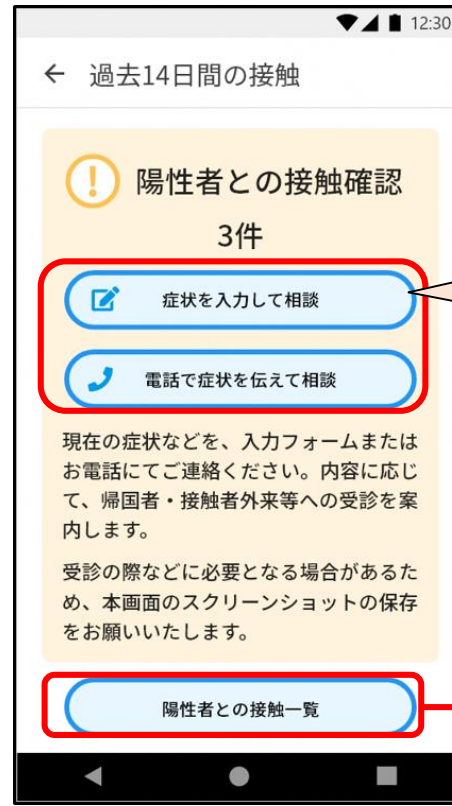 12:30
← 過去14日間の接触
陽性者との接触確認
3件
症状を入力して相談
電話で症状を伝えて相談
現在の症状などを、入力フォームまたは
お電話にてご連絡ください。内容に応じ
て、帰国者・接触者外来等への受診を案
内します。
受診の際などに必要となる場合があるた
め、本画面のスクリーンショットの保存
をお願いいたします。
陽性者との接触一覧